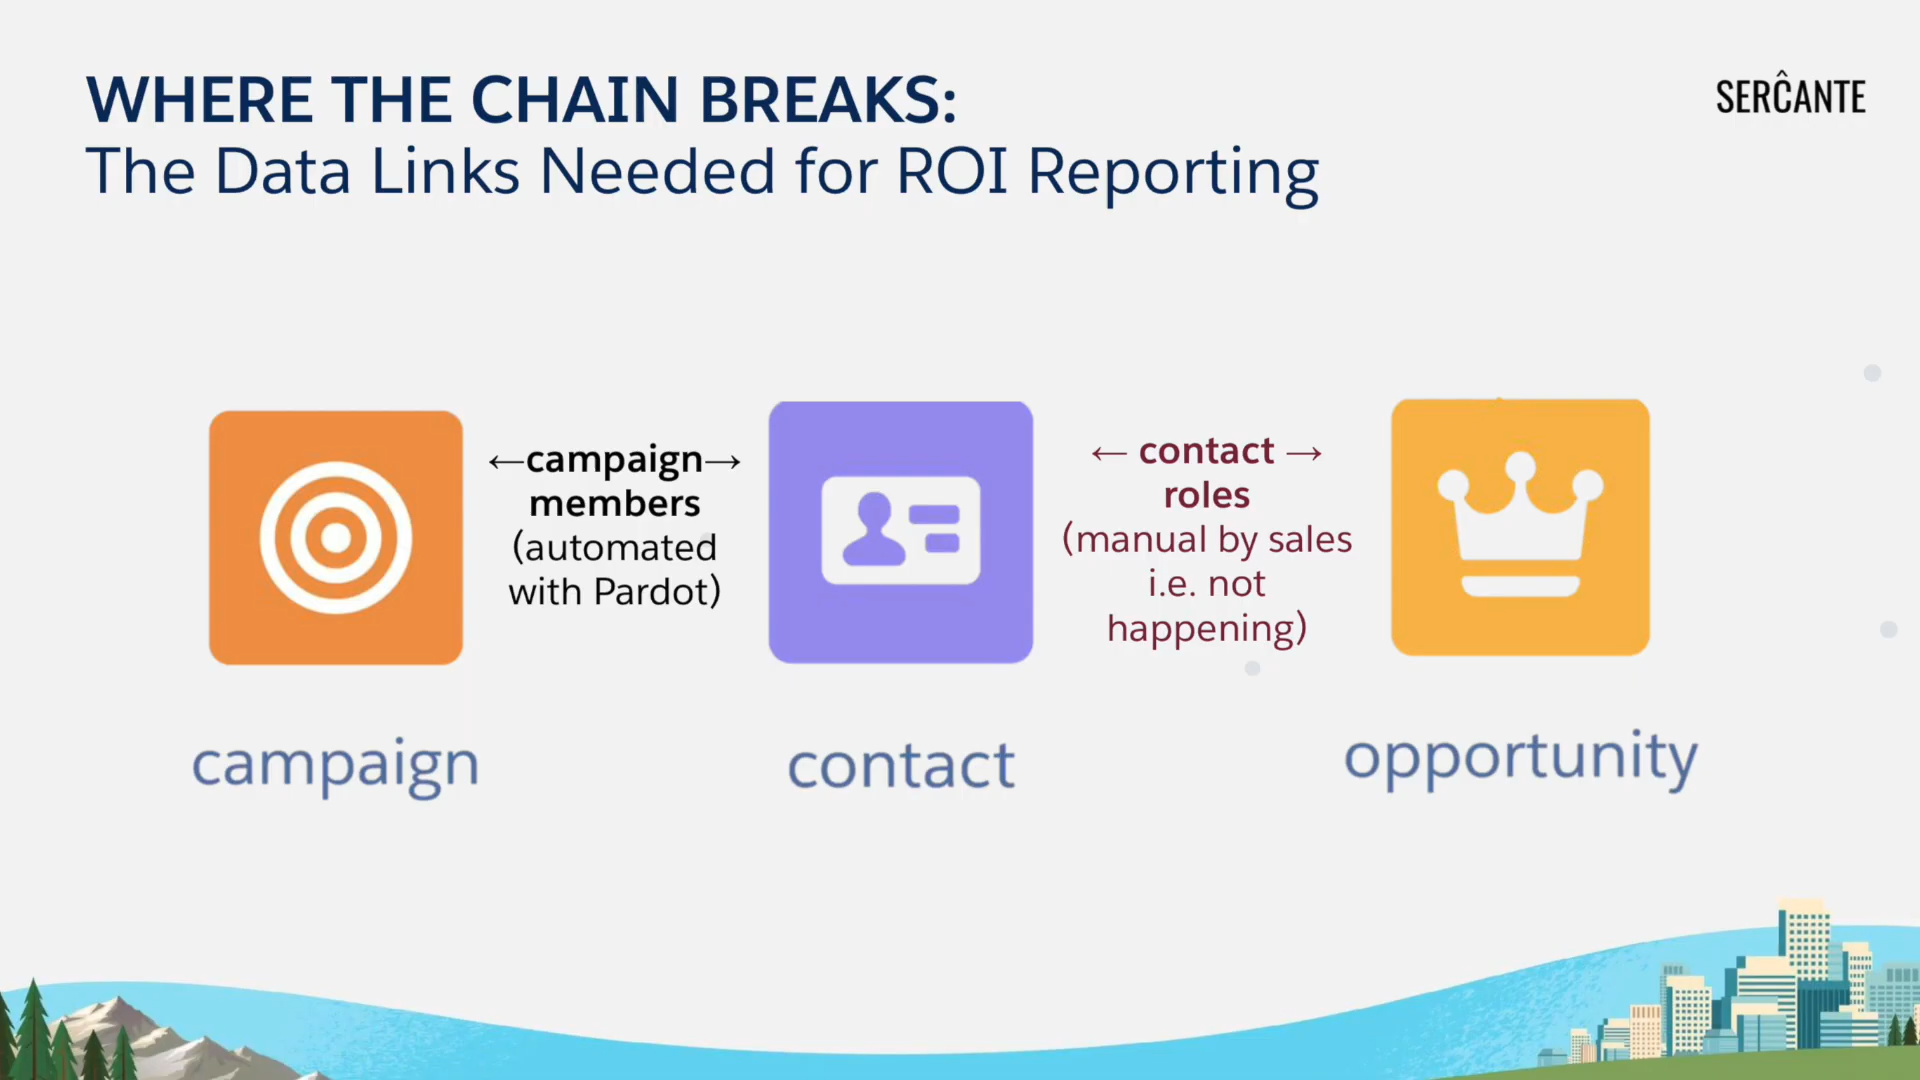 WHERE THE CHAIN BREAKS:
The Data Links Needed for ROI Reporting
SERĈANTE
←campaign→
members
(automated
with Pardot)
← contact →
roles
(manual by sales
i.e. not
happening)
campaign
contact
opportunity